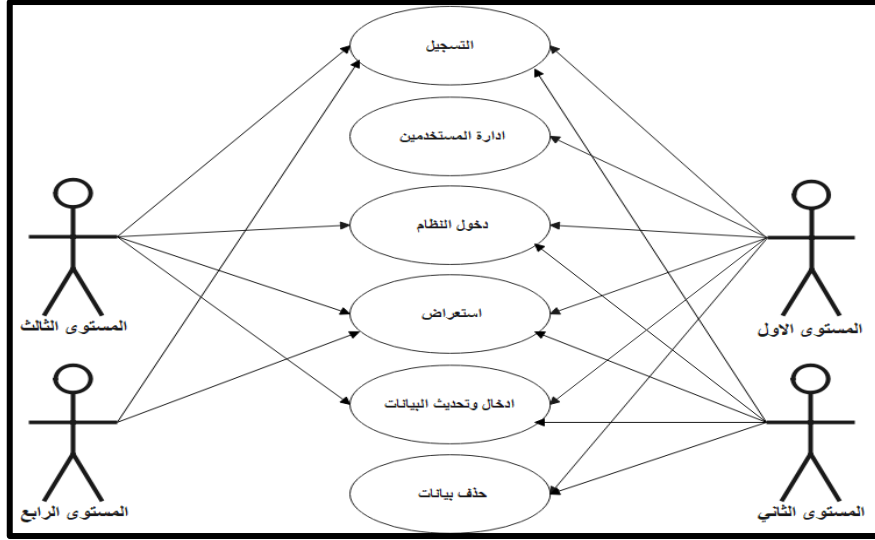 التسجيل
ادارة المستخدمين
دخول النظام
استعراض
ادخال وتحديث البيانات
حذف بيانات
المستوى الاول
المستوى الثالث
المستوى الثاني
المستوى الرابع